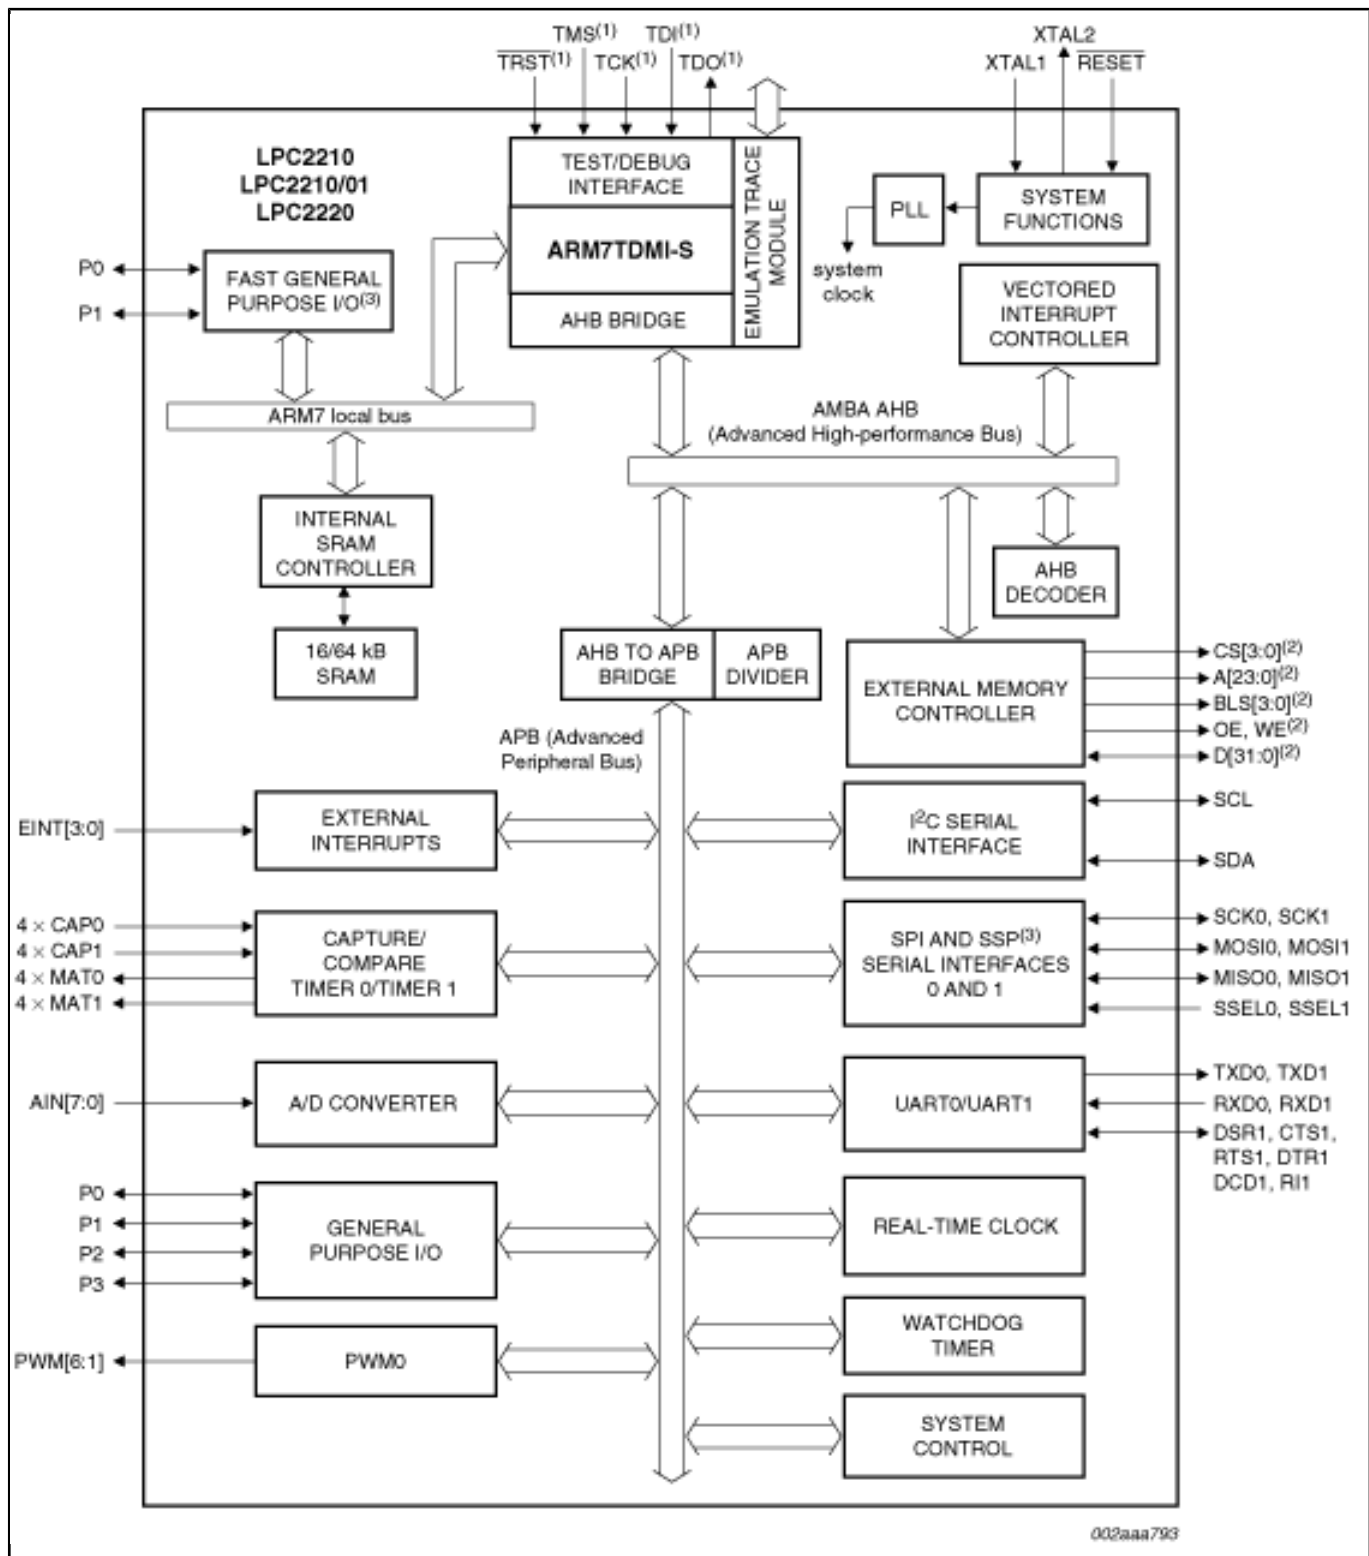 TMS(1) TDI(1)
TRST(1) TCK(1) TDO(1)
XTAL2
XTAL1 RESET
LPC2210
LPC2210/01
LPC2220
TEST/DEBUG
INTERFACE
ARM7TDMI-S
AHB BRIDGE
EMULATION TRACE
MODULE
PLL
SYSTEM
FUNCTIONS
system
clock
P0
P1
FAST GENERAL
PURPOSE I/O(3)
VECTORED
INTERRUPT
CONTROLLER
ARM7 local bus
AMBA AHB
(Advanced High-performance Bus)
INTERNAL
SRAM
CONTROLLER
AHB
DECODER
16/64 kB
SRAM
AHB TO APB
BRIDGE
APB
DIVIDER
EXTERNAL MEMORY
CONTROLLER
CS[3:0](2)
A[23:0](2)
BLS[3:0](2)
OE, WE(2)
D[31:0](2)
APB (Advanced
Peripheral Bus)
EINT[3:0]
EXTERNAL
INTERRUPTS
I2C SERIAL
INTERFACE
SCL
SDA
4 × CAP0
4 × CAP1
4 × MAT0
4 × MAT1
CAPTURE/
COMPARE
TIMER 0/TIMER 1
SPI AND SSP(3)
SERIAL INTERFACES
0 AND 1
SCK0, SCK1
MOSI0, MOSI1
MISO0, MISO1
SSEL0, SSEL1
AIN[7:0]
A/D CONVERTER
UART0/UART1
TXD0, TXD1
RXD0, RXD1
DSR1, CTS1,
RTS1, DTR1
DCD1, RI1
P0
P1
P2
P3
GENERAL
PURPOSE I/O
REAL-TIME CLOCK
PWM[6:1]
PWM0
WATCHDOG
TIMER
SYSTEM
CONTROL
002aaa793